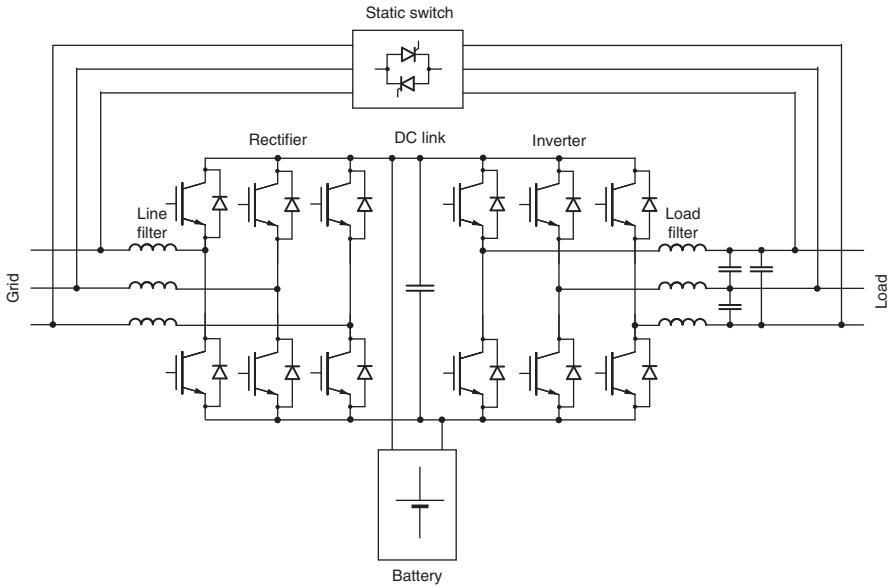 Static switch
Rectifier
DC link
Inverter
Line
filter
Load
filter
Grid
Load
Battery